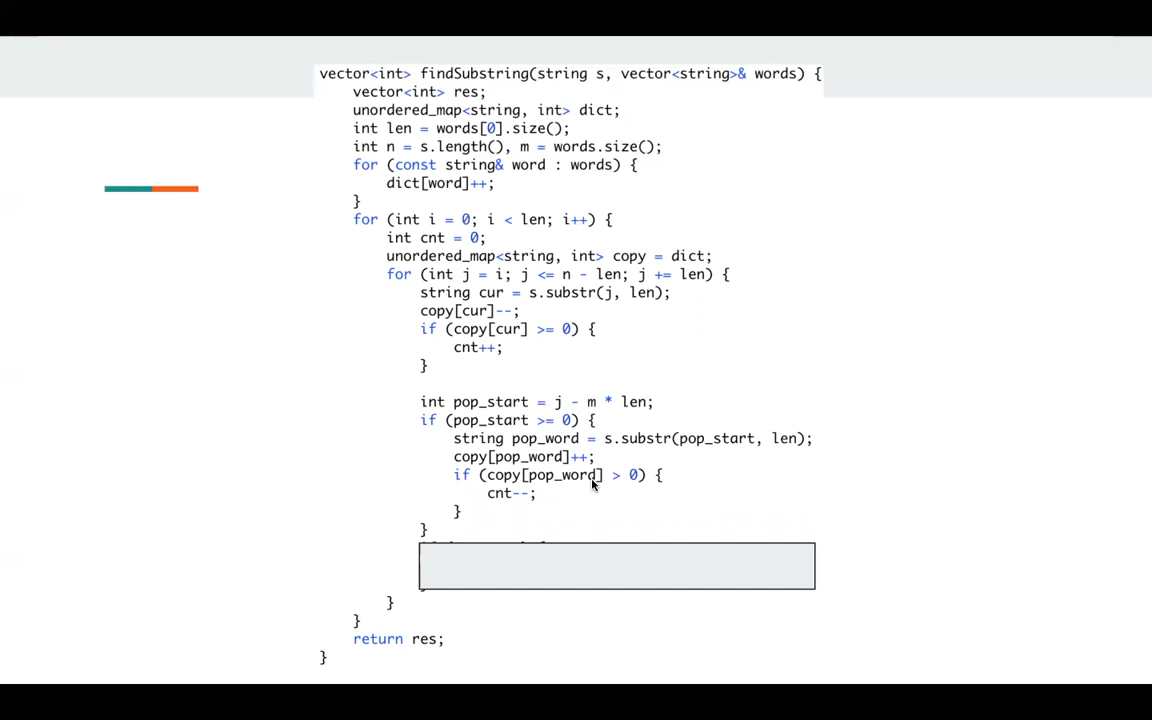 vector<int> findSubstring(string s, vector<string>& words) {
vector<int> res;
unordered_map<string, int> dict;
int len = words[0].size();
int n = s.length(), m = words.size();
for (const string& word : words) {
dict[word]++;
}
for (int i = 0; i < len; i++) {
int cnt = 0;
unordered_map<string, int> copy = dict;
for (int j = i; j <= n - len; j += len) {
string cur = s.substr(j, len);
copy[cur]--;
if (copy[cur] >= 0) {
cnt++;
}
int pop_start = j - m * len;
if (pop_start >= 0) {
string pop_word = s.substr(pop_start, len);
copy[pop_word]++;
if (copy[pop_word] > 0) {
cnt--;
}
}
}
}
return res;
}